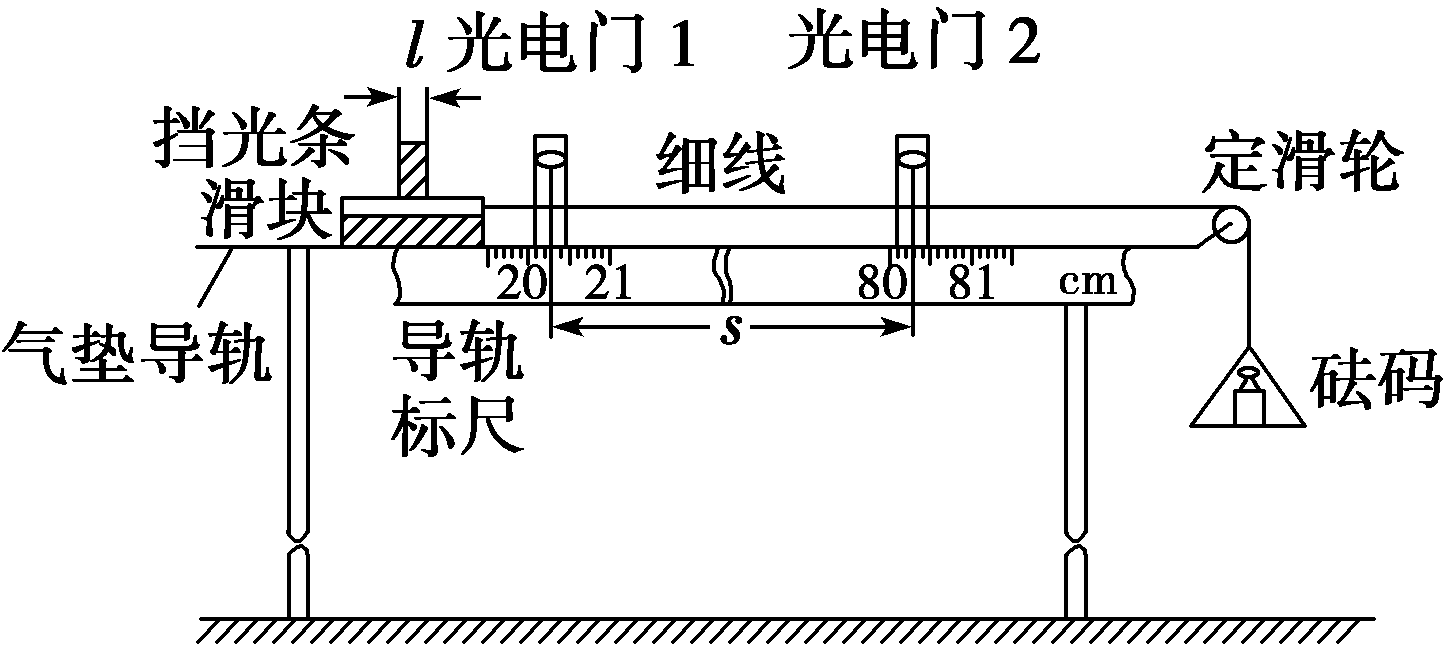 l 光电门 1 光电门 2
挡光条
滑块
细线
定滑轮
20 21 80 81 cm
s
气垫导轨
导轨
标尺
砝码